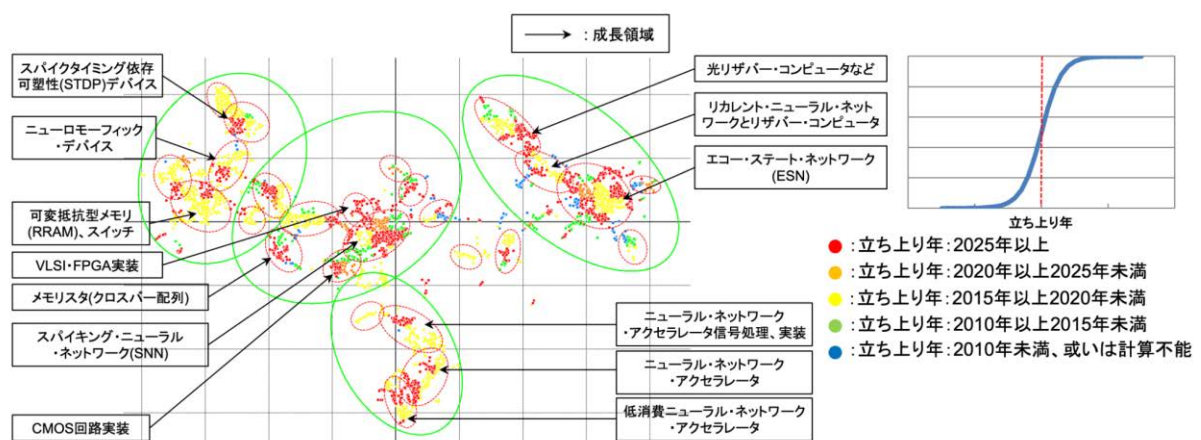 ：成長領域
スパイクタイミング依存
可塑性(STDP)デバイス
ニューロモーフィック
・デバイス
可変抵抗型メモリ
(RRAM)、スイッチ
VLSI・FPGA実装
メモリスタ(クロスバー配列)
スパイキング・ニューラル
・ネットワーク(SNN)
CMOS回路実装
光リザバー・コンピュータなど
リカレント・ニューラル・ネット
ワークとリザバー・コンピュータ
エコー・ステート・ネットワーク
(ESN)
ニューラル・ネットワーク
・アクセラレータ信号処理、実装
ニューラル・ネットワーク
・アクセラレータ
低消費ニューラル・ネットワーク
・アクセラレータ
立ち上り年
：立ち上り年：2025年以上
：立ち上り年：2020年以上2025年未満
：立ち上り年：2015年以上2020年未満
：立ち上り年：2010年以上2015年未満
：立ち上り年：2010年未満、或いは計算不能